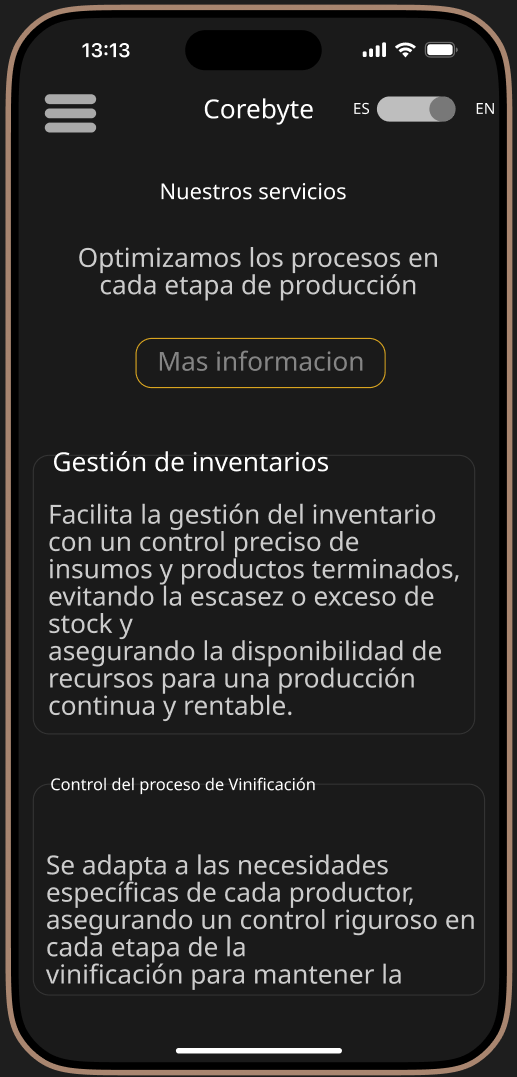 13:13
Corebyte
ES
EN
Nuestros servicios
Optimizamos los procesos en
cada etapa de producción
Mas informacion
Gestión de inventarios
Facilita la gestión del inventario
con un control preciso de
insumos y productos terminados,
evitando la escasez o exceso de
stock y
asegurando la disponibilidad de
recursos para una producción
continua y rentable.
Control del proceso de Vinificación
Se adapta a las necesidades
específicas de cada productor,
asegurando un control riguroso en
cada etapa de la
vinificación para mantener la